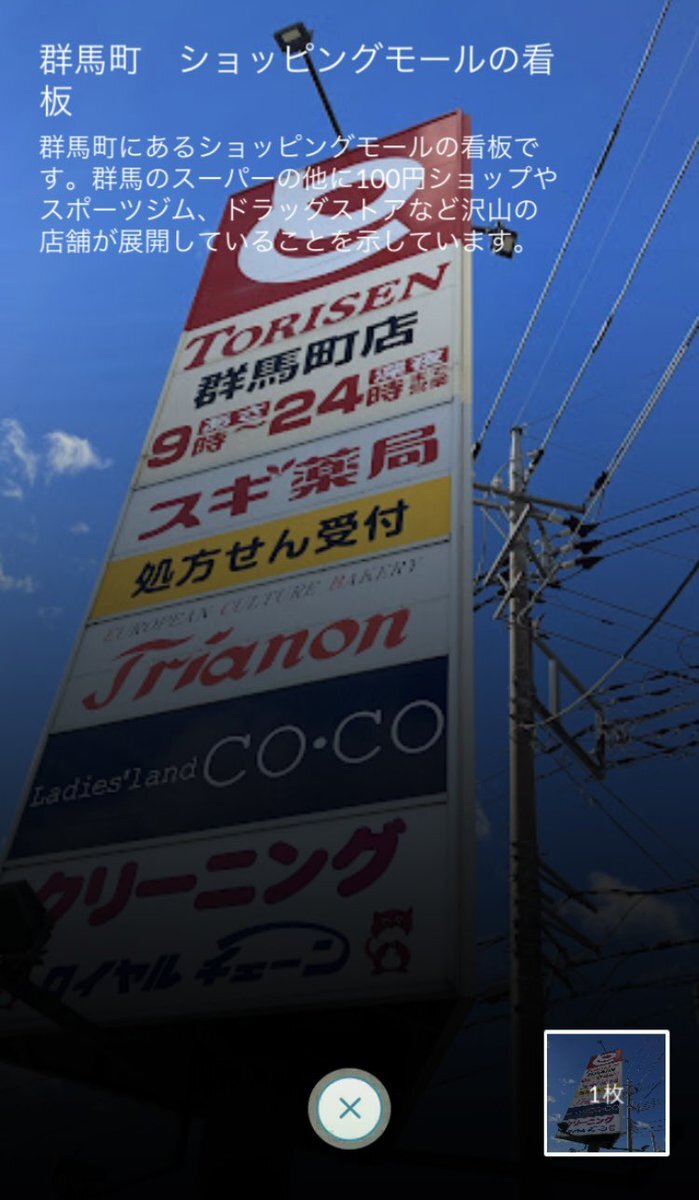 群馬町　ショッピングモールの看
板
群馬町にあるショッピングモールの看板で
す。群馬のスーパーの他に100円ショップや
スポーツジム、ドラッグストアなど沢山の
店舗が展開していることを示しています。
TORISEN
群馬町店
9時あさ〜24時深夜
スギ薬局
処方せん受付
EUROPEAN CULTURE BAKERY
Trianon
Ladies'land CO・CO
クリーニング
ロイヤルチェーン
1枚